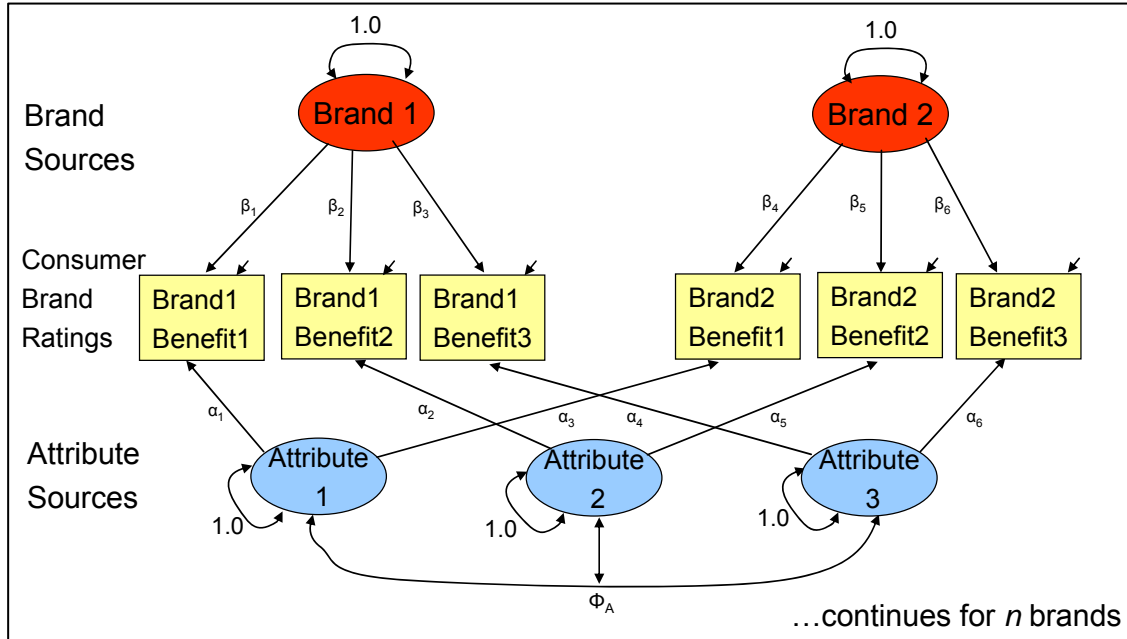 1.0
1.0
Brand 1
Brand 2
Brand
Sources
β1
β2
β3
β4
β5
β6
Consumer
Brand
Ratings
Brand1
Benefit1
Brand1
Benefit2
Brand1
Benefit3
Brand2
Benefit1
Brand2
Benefit2
Brand2
Benefit3
α1
α2
α3
α4
α5
α6
Attribute
Sources
Attribute
1
Attribute
2
Attribute
3
1.0
1.0
1.0
ΦA
...continues for n brands